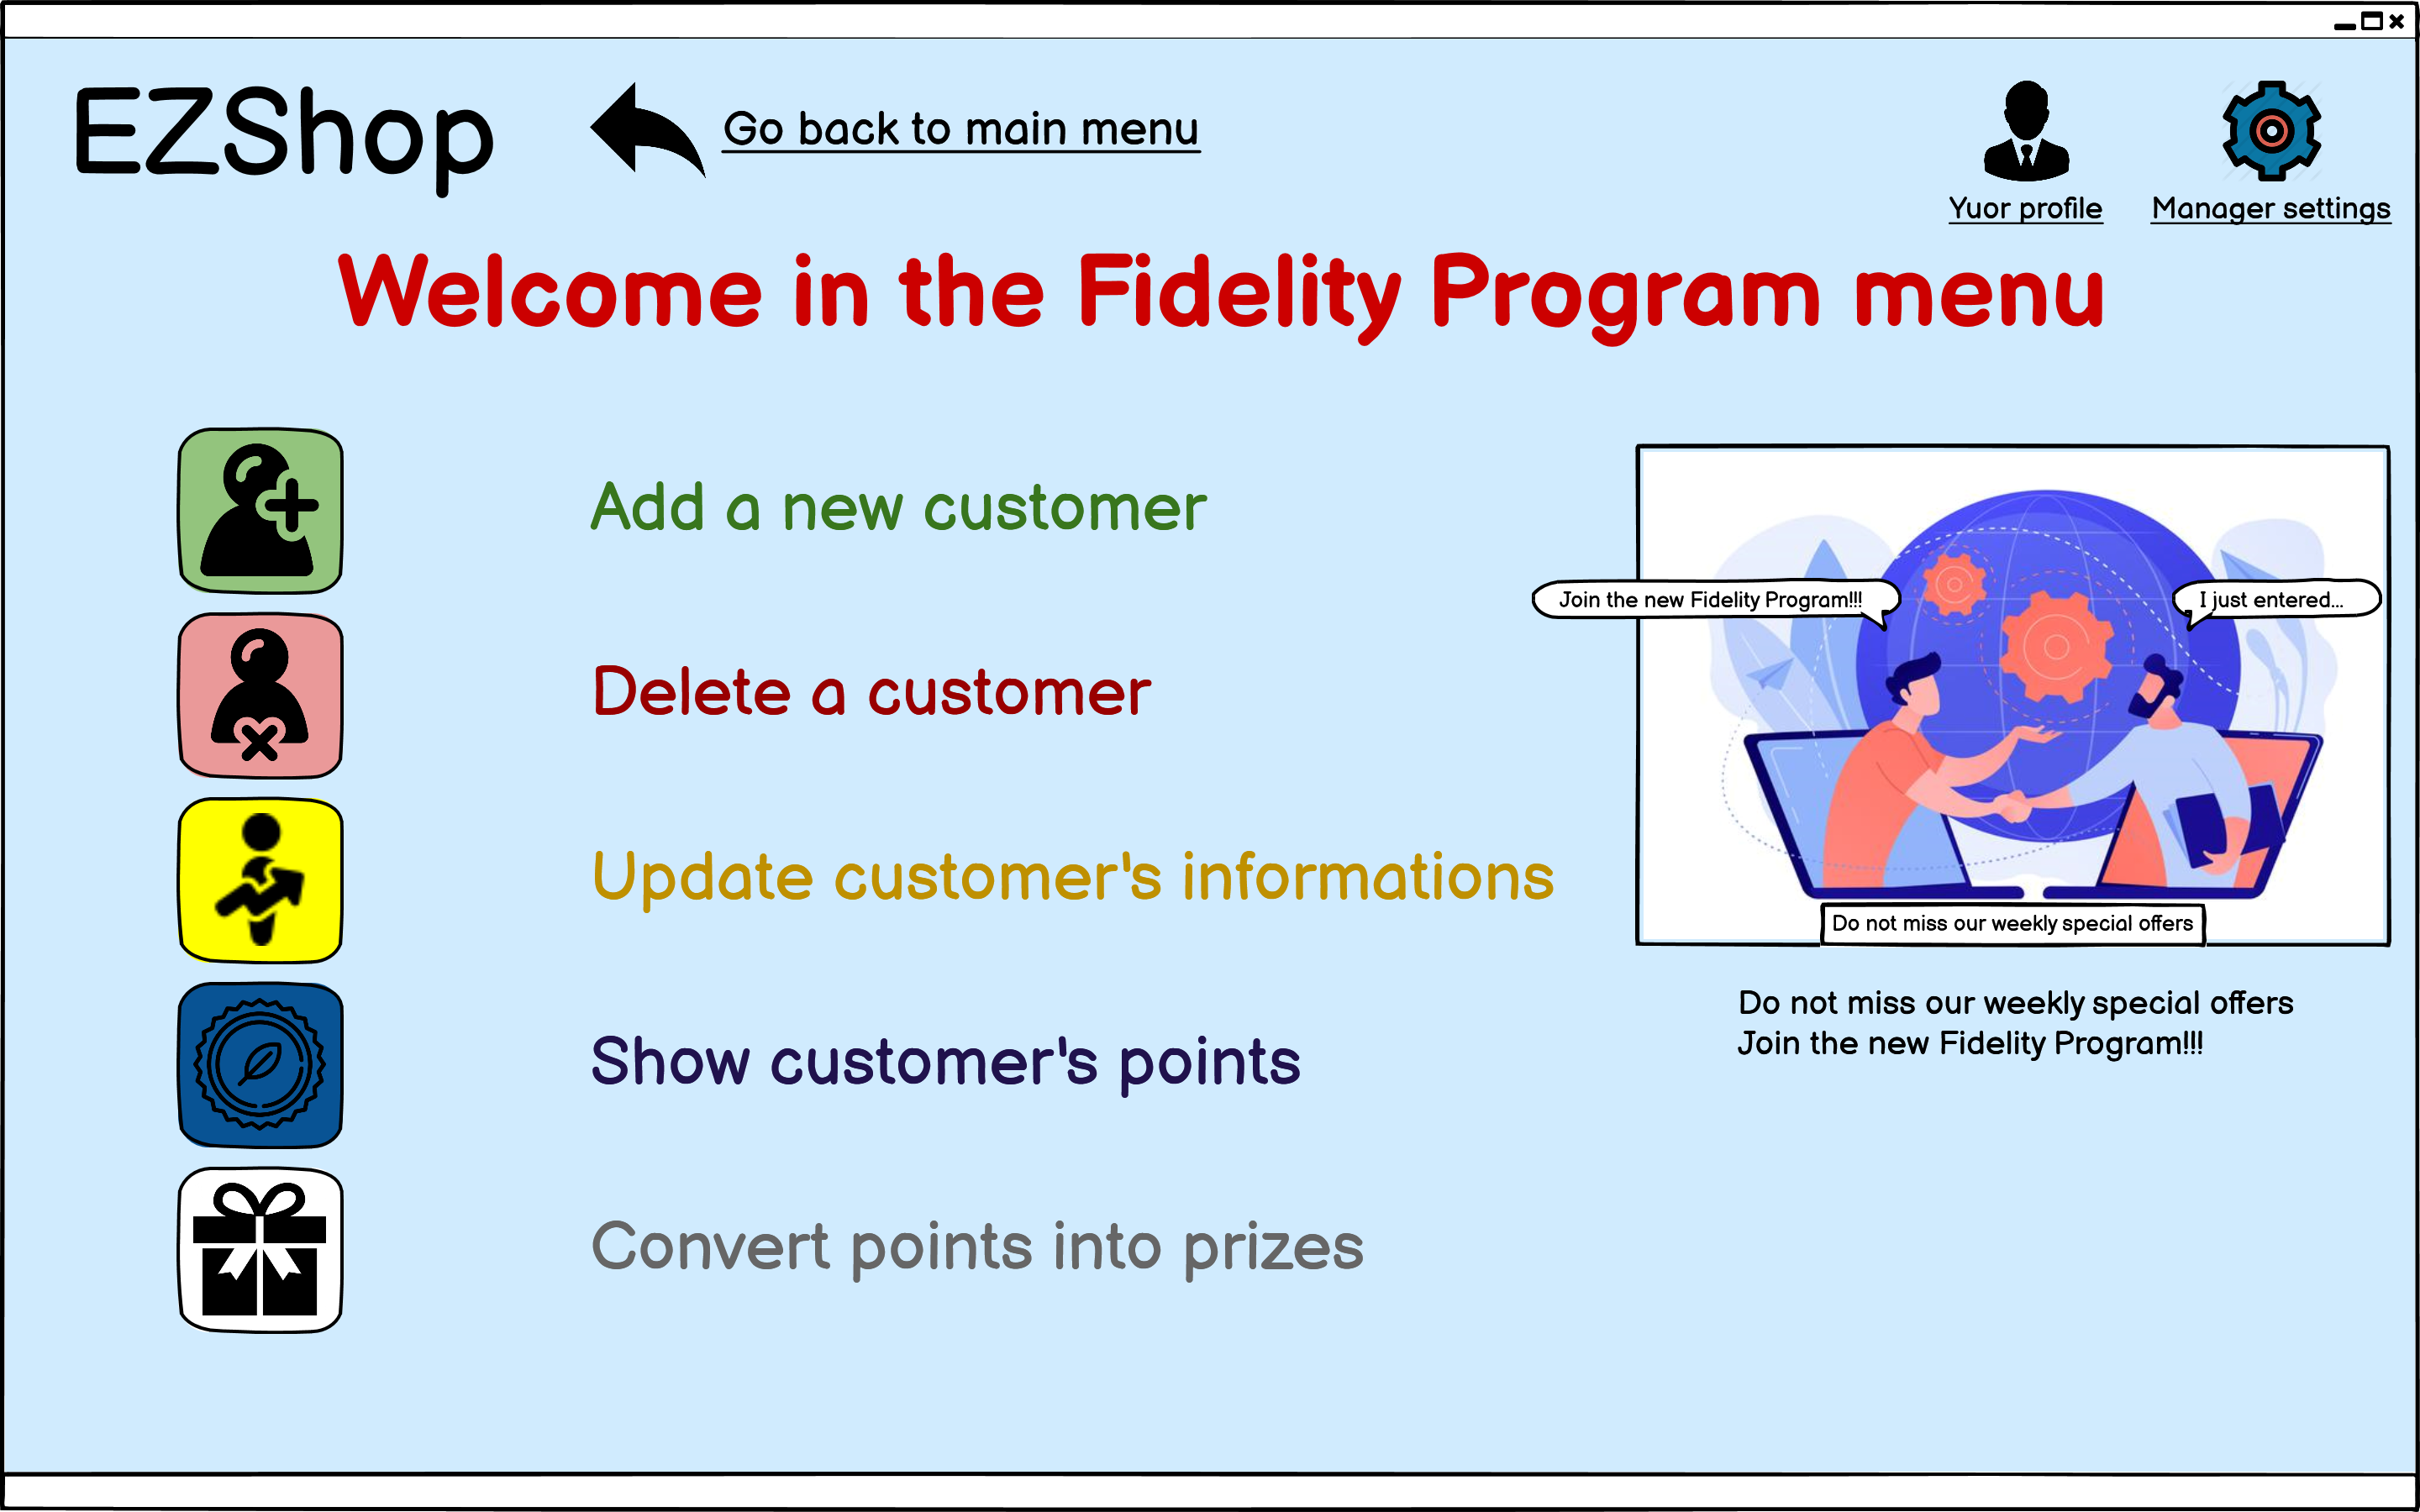 EZShop
Go back to main menu
Yuor profile
Manager settings
Welcome in the Fidelity Program menu
Add a new customer
Join the new Fidelity Program!!!
I just entered...
Delete a customer
Update customer's informations
Do not miss our weekly special offers
Do not miss our weekly special offers
Join the new Fidelity Program!!!
Show customer's points
Convert points into prizes